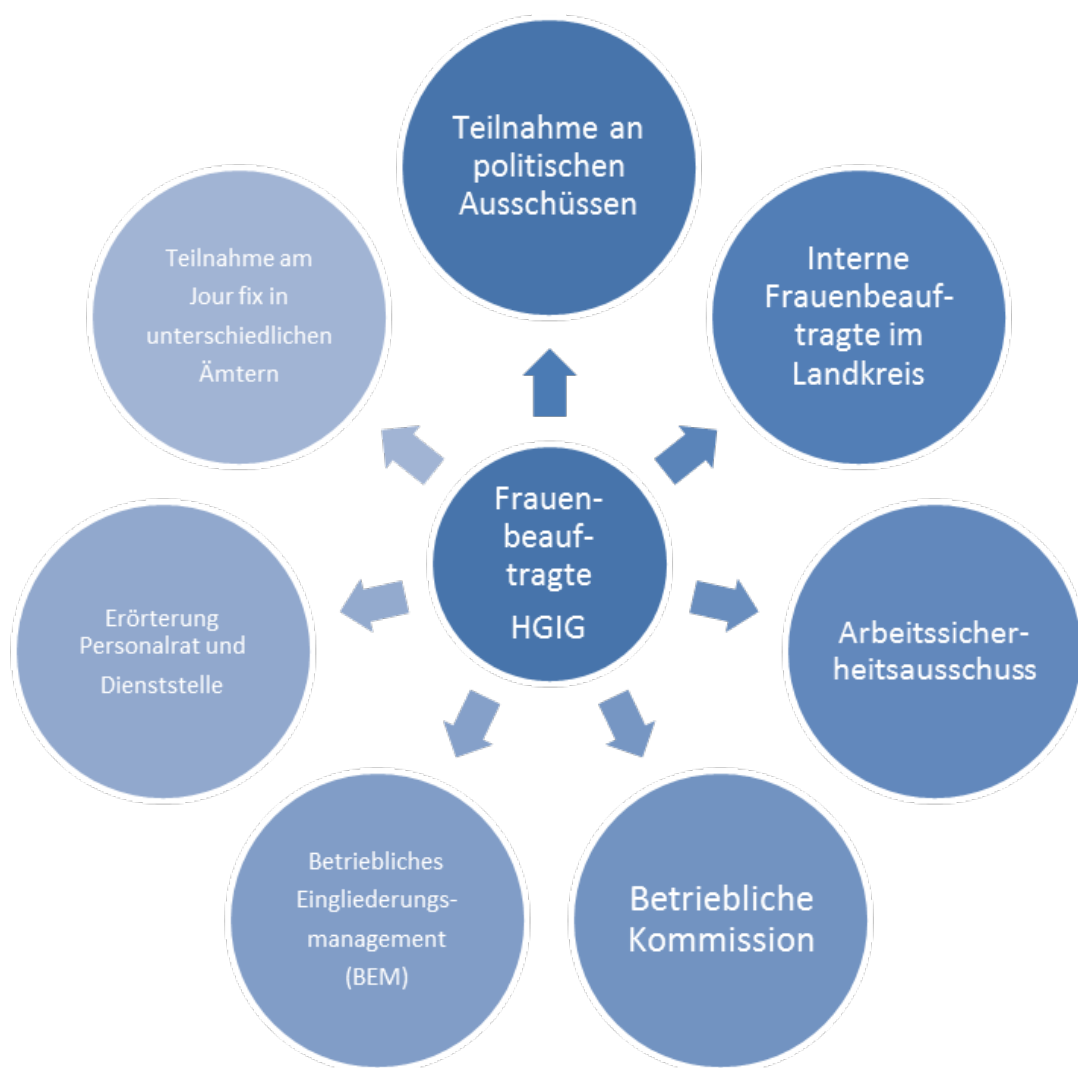 Teilnahme an
politischen
Ausschüssen
Interne
Frauenbeauf-
tragte im
Landkreis
Arbeitssicher-
heitsausschuss
Betriebliche
Kommission
Betriebliches
Eingliederungs-
management
(BEM)
Erörterung
Personalrat und
Dienststelle
Teilnahme am
Jour fix in
unterschiedlichen
Ämtern
Frauen-
beauf-
tragte
HGIG